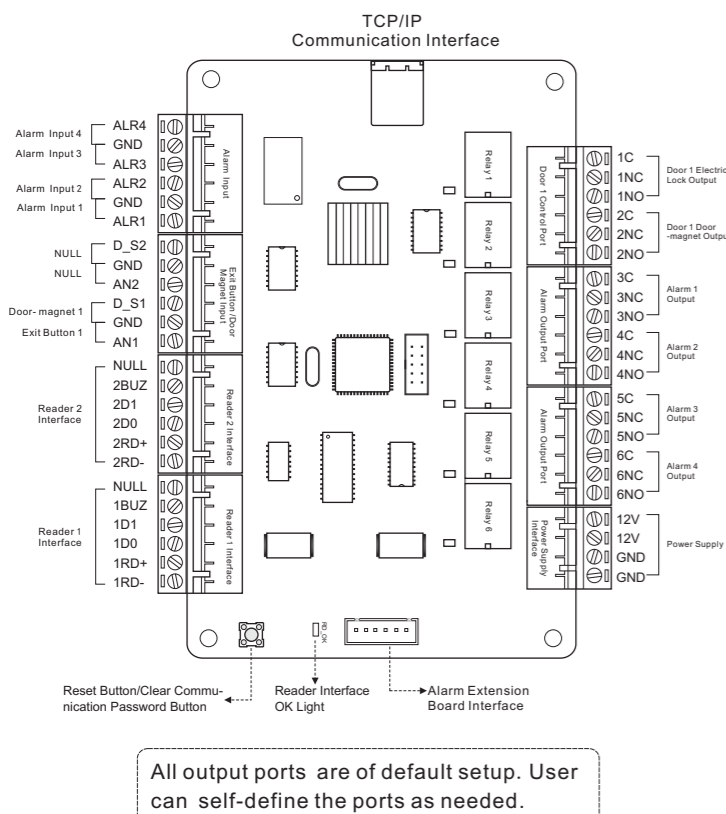 TCP/IP
Communication Interface
Alarm Input 4
Alarm Input 3
Alarm Input 2
Alarm Input 1
ALR4
GND
ALR3
ALR2
GND
ALR1
Alarm Input
NULL
NULL
Door- magnet 1
Exit Button 1
D_S2
GND
AN2
D_S1
GND
AN1
Exit Button /Door
Magnet Input
Reader 2
Interface
NULL
2BUZ
2D1
2D0
2RD+
2RD-
Reader 2 Interface
Reader 1
Interface
NULL
1BUZ
1D1
1D0
1RD+
1RD-
Reader 1 Interface
Relay 1
Relay 2
Relay 3
Relay 4
Relay 5
Relay 6
Door 1 Control Port
1C
1NC
1NO
2C
2NC
2NO
Door 1 Electric
Lock Output
Door 1 Door
-magnet Outpu
Alarm Output Port
3C
3NC
3NO
4C
4NC
4NO
Alarm 1
Output
Alarm 2
Output
Alarm Output Port
5C
5NC
5NO
6C
6NC
6NO
Alarm 3
Output
Alarm 4
Output
Power Supply
Interface
12V
12V
GND
GND
Power Supply
RD_OK
Reset Button/Clear Commu-
nication Password Button
Reader Interface
OK Light
Alarm Extension
Board Interface
All output ports are of default setup. User
can self-define the ports as needed.